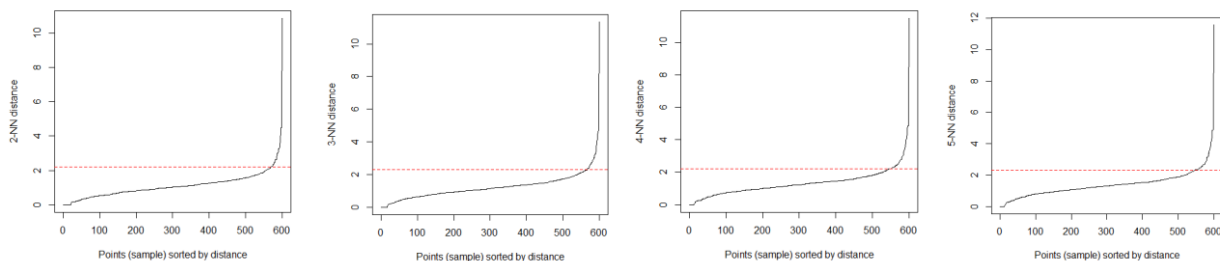 2-NN distance
0 2 4 6 8 10
0 100 200 300 400 500 600
Points (sample) sorted by distance
3-NN distance
0 2 4 6 8 10
0 100 200 300 400 500 600
Points (sample) sorted by distance
4-NN distance
0 2 4 6 8 10
0 100 200 300 400 500 600
Points (sample) sorted by distance
5-NN distance
0 2 4 6 8 10 12
0 100 200 300 400 500 600
Points (sample) sorted by distance